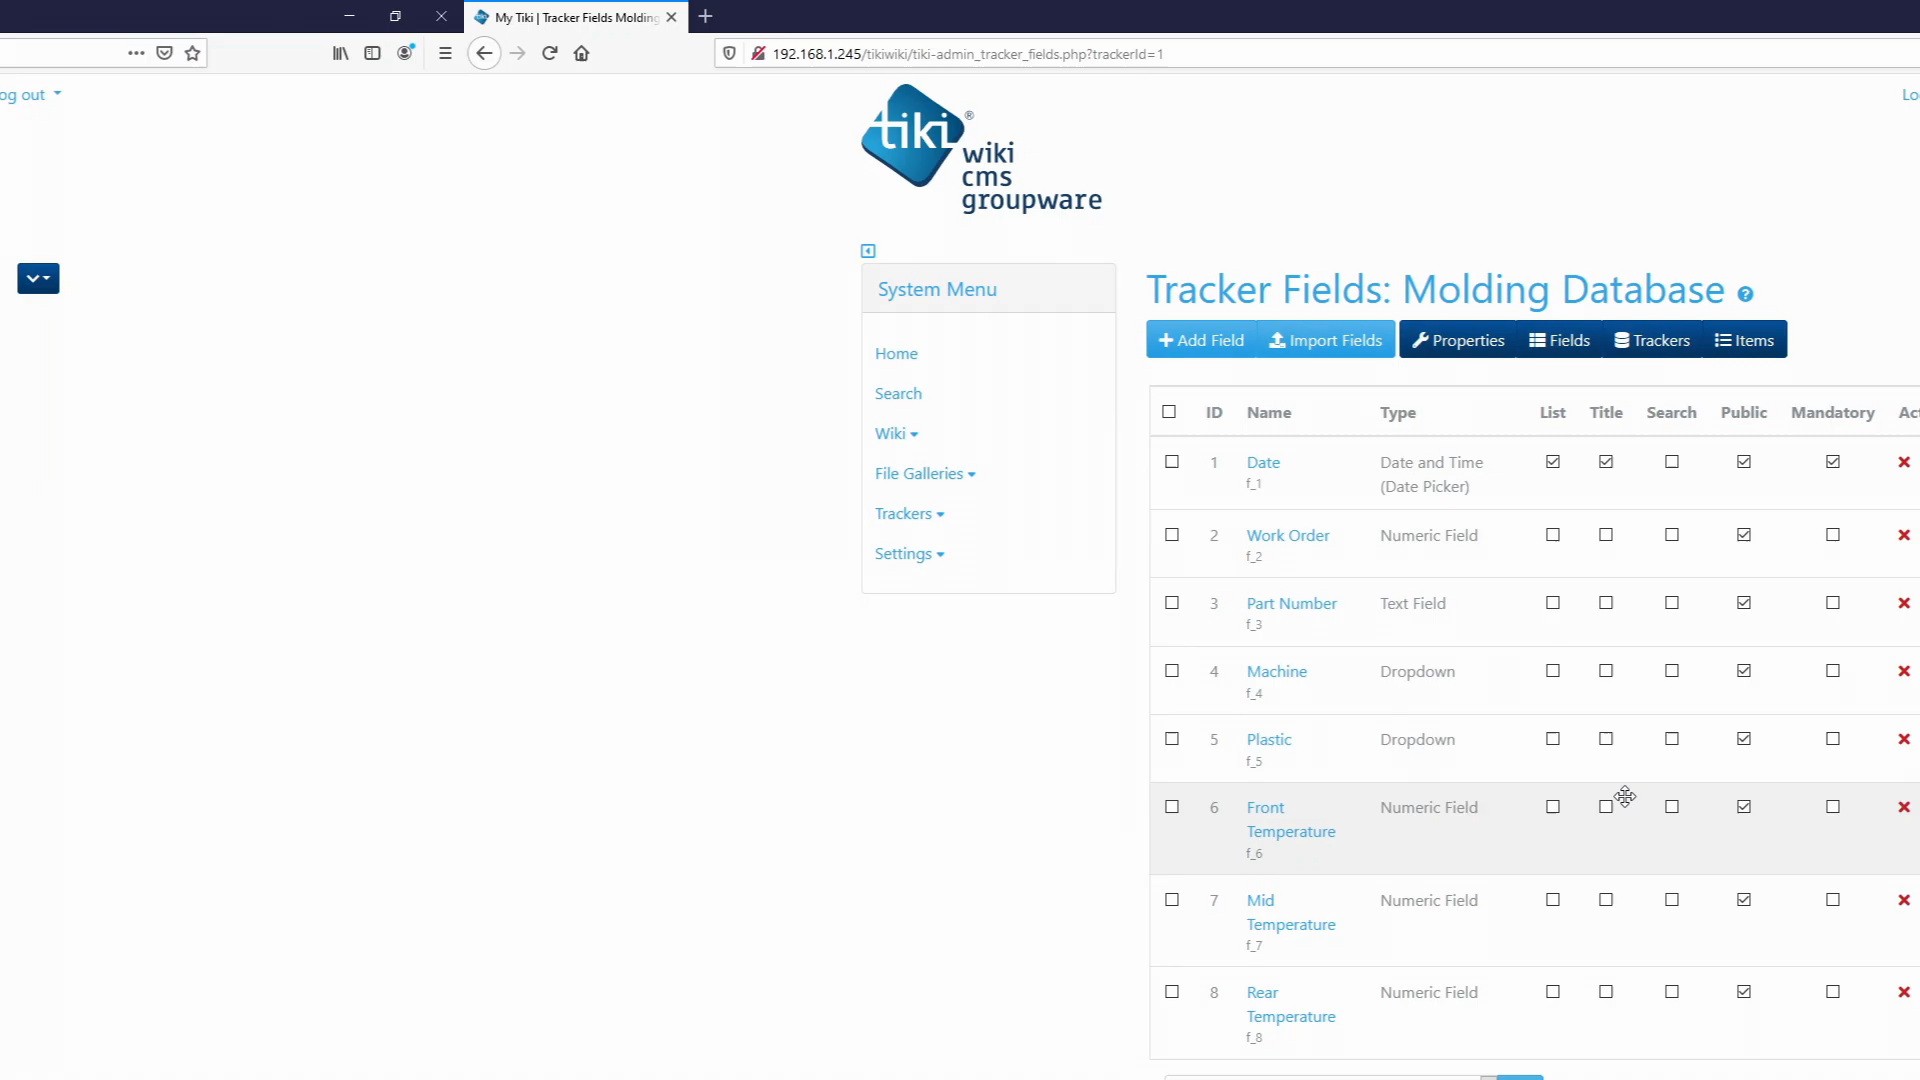 My Tiki | Tracker Fields Molding
192.168.1.245/tikiwiki/tiki-admin_tracker_fields.php?trackerId=1
og out
Lo
tiki®
wiki
cms
groupware
System Menu
Home
Search
Wiki
File Galleries
Trackers
Settings
Tracker Fields: Molding Database
Add Field Import Fields Properties Fields Trackers Items
ID Name Type List Title Search Public Mandatory Act
1 Date Date and Time
f_1 (Date Picker)
2 Work Order Numeric Field
f_2
3 Part Number Text Field
f_3
4 Machine Dropdown
f_4
5 Plastic Dropdown
f_5
6 Front Numeric Field
Temperature
f_6
7 Mid Numeric Field
Temperature
f_7
8 Rear Numeric Field
Temperature
f_8